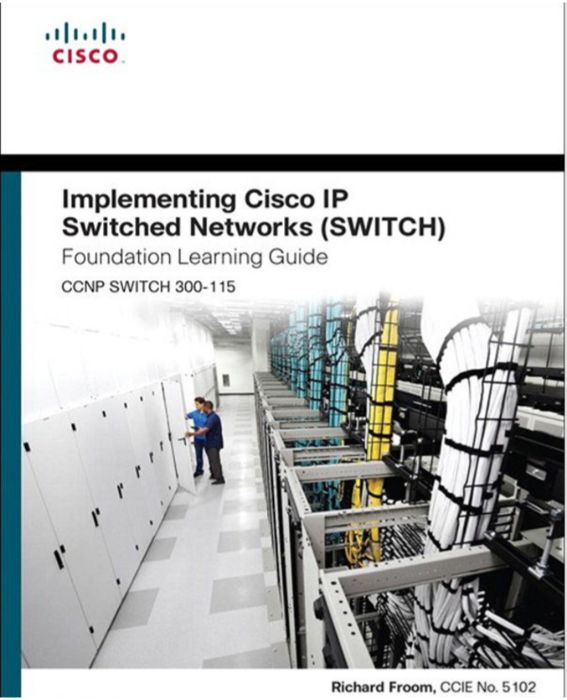 CISCO
Implementing Cisco IP
Switched Networks (SWITCH)
Foundation Learning Guide
CCNP SWITCH 300-115
Richard Froom, CCIE No. 5102